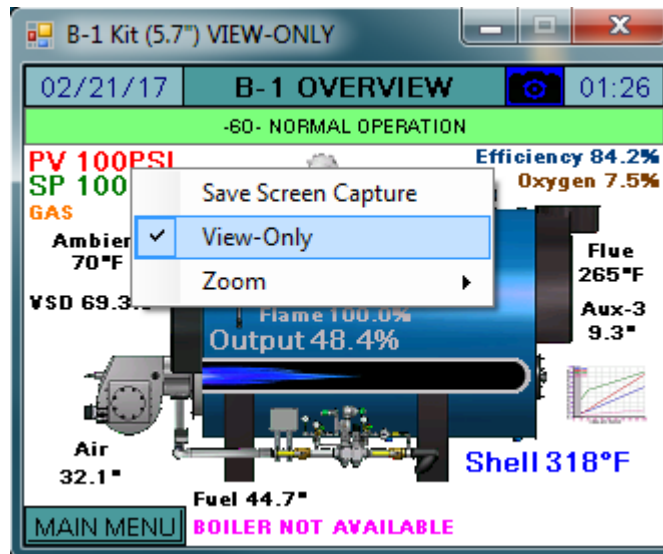 B-1 Kit (5.7") VIEW-ONLY
02/21/17 B-1 OVERVIEW 01:26
-60- NORMAL OPERATION
PV 100PSI
Efficiency 84.2%
SP 100
Oxygen 7.5%
GAS
Save Screen Capture
View-Only
Zoom
70°F
Flue
265°F
VSD 69.3
Aux-3
9.3°
Flame 100.0%
Output 48.4%
Air
32.1°
Shell 318°F
Fuel 44.7°
MAIN MENU
BOILER NOT AVAILABLE